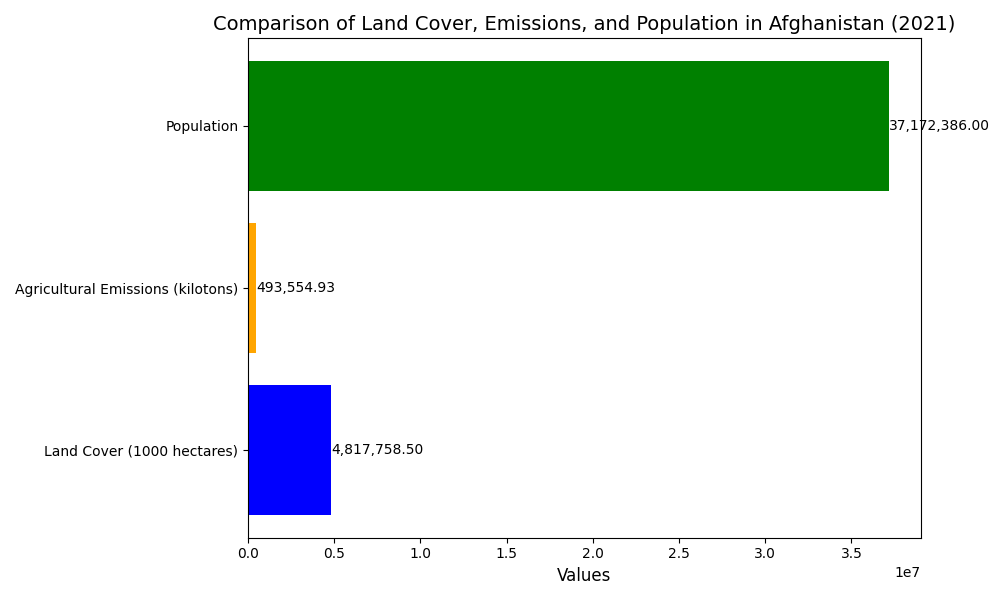 Comparison of Land Cover, Emissions, and Population in Afghanistan (2021)
Population
37,172,386.00
Agricultural Emissions (kilotons)
493,554.93
Land Cover (1000 hectares)
4,817,758.50
0.0 0.5 1.0 1.5 2.0 2.5 3.0 3.5
1e7
Values